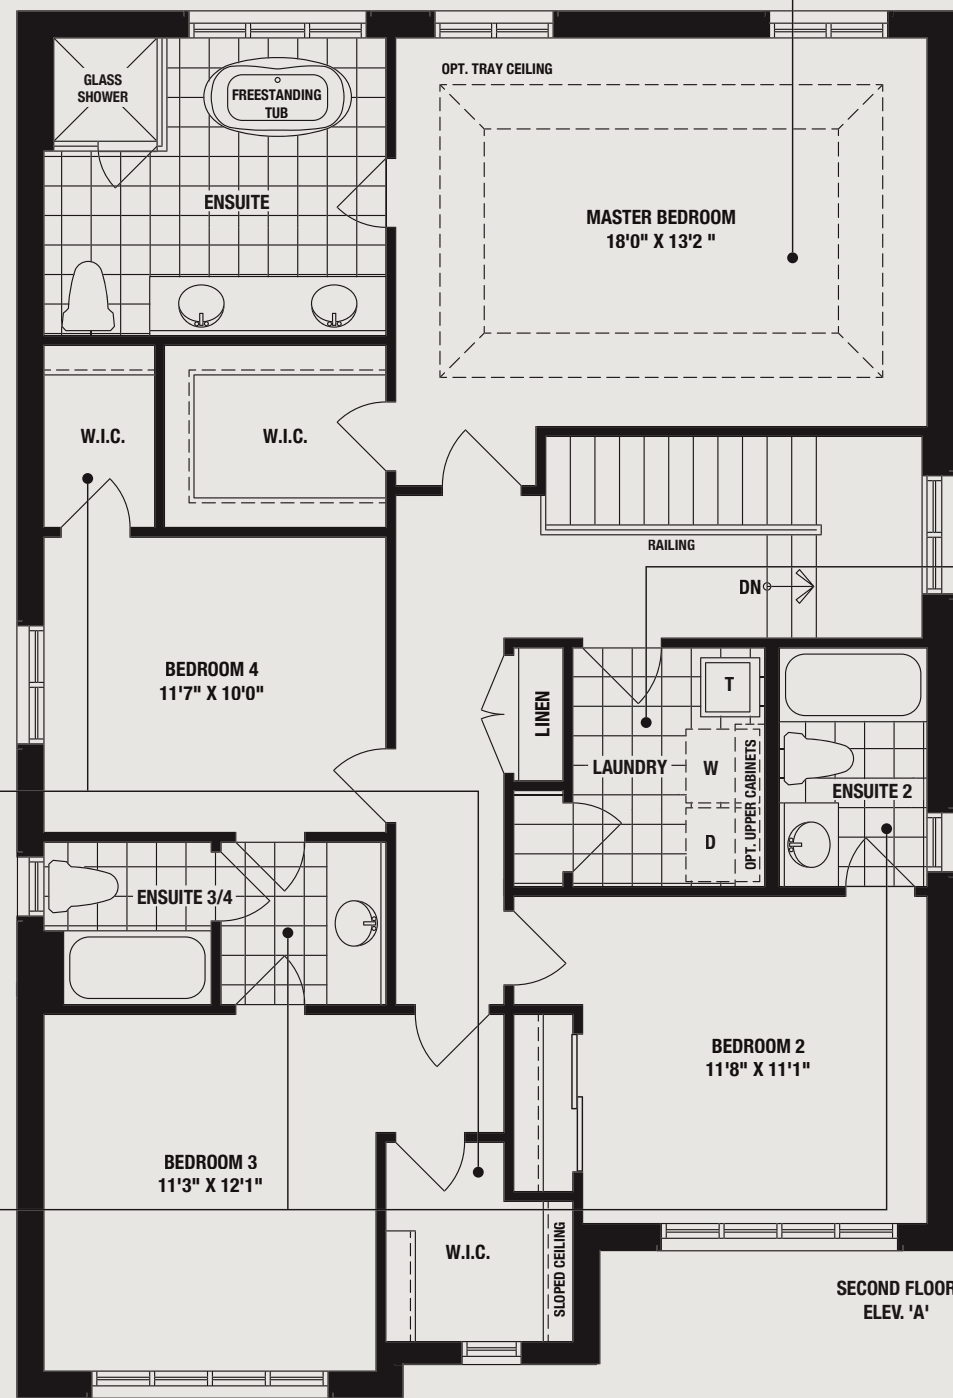 OPT. TRAY CEILING
GLASS
SHOWER
FREESTANDING
TUB
ENSUITE
MASTER BEDROOM
18'0" X 13'2 "
W.I.C.
W.I.C.
RAILING
DN
BEDROOM 4
11'7" X 10'0"
LINEN
T
LAUNDRY
W
OPT. UPPER CABINETS
D
ENSUITE 2
ENSUITE 3/4
BEDROOM 2
11'8" X 11'1"
BEDROOM 3
11'3" X 12'1"
W.I.C.
SLOPED CEILING
SECOND FLOOR
ELEV. 'A'